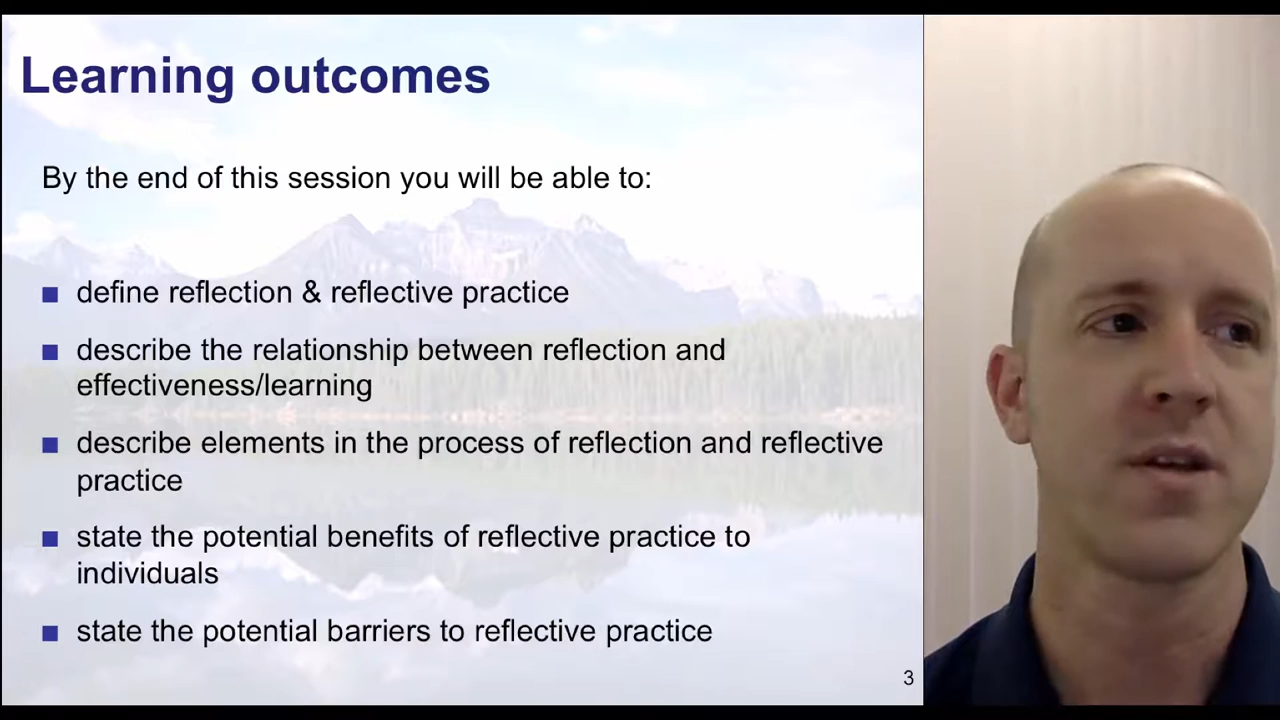 Learning outcomes
By the end of this session you will be able to:
define reflection & reflective practice
describe the relationship between reflection and
effectiveness/learning
describe elements in the process of reflection and reflective
practice
state the potential benefits of reflective practice to
individuals
state the potential barriers to reflective practice
3